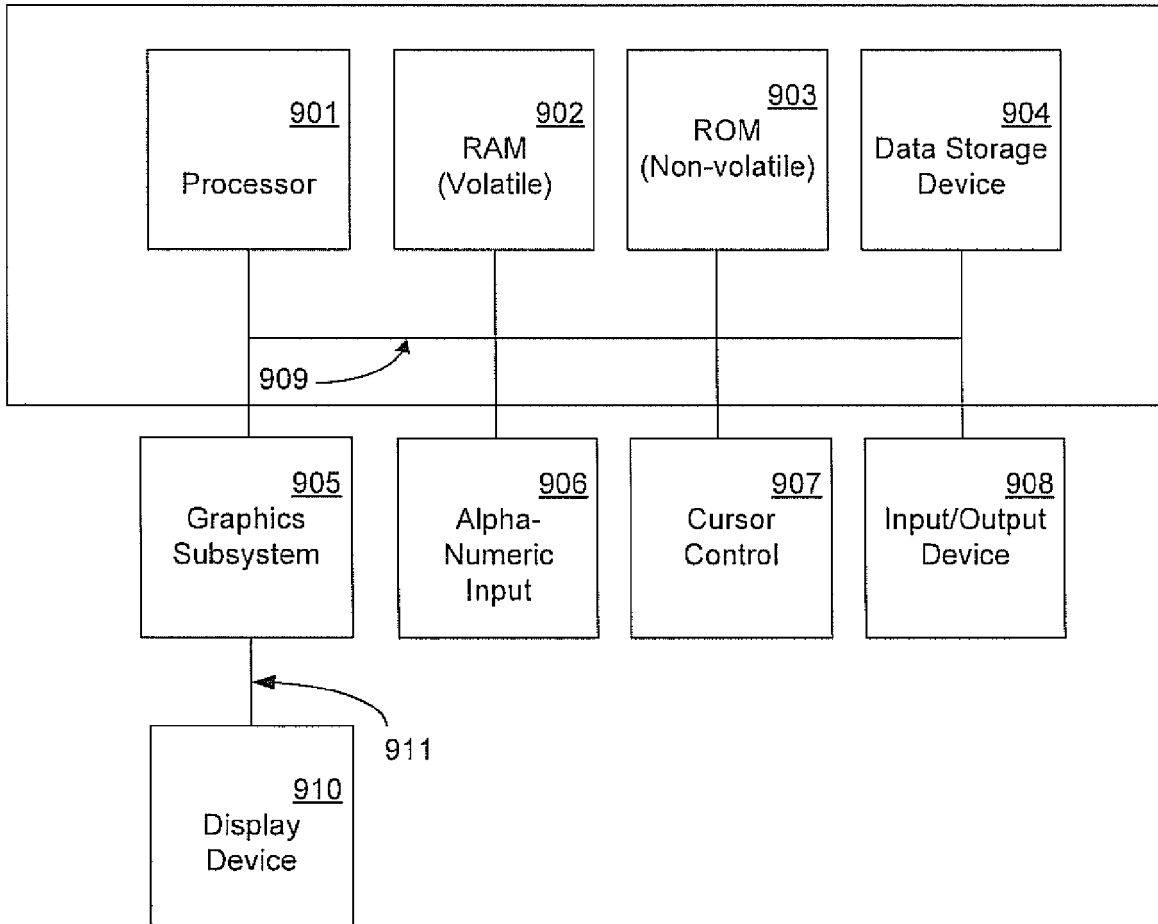 901
Processor
902
RAM
(Volatile)
903
ROM
(Non-volatile)
904
Data Storage
Device
909
905
Graphics
Subsystem
906
Alpha-
Numeric
Input
907
Cursor
Control
908
Input/Output
Device
911
910
Display
Device